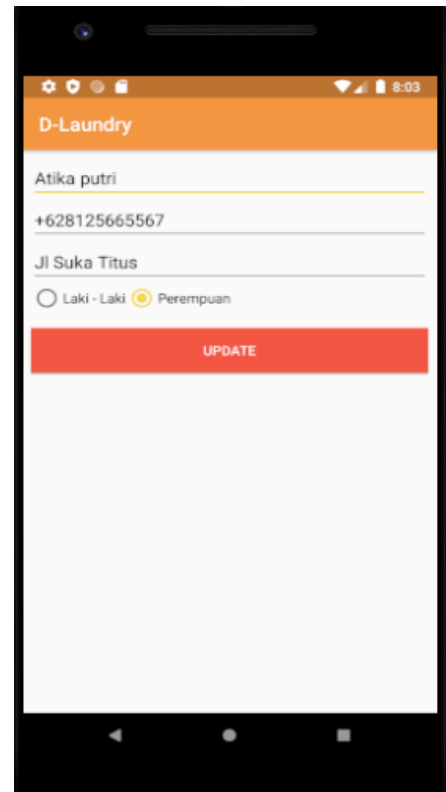 8:03
D-Laundry
Atika putri
+628125665567
Jl Suka Titus
Laki - Laki Perempuan
UPDATE